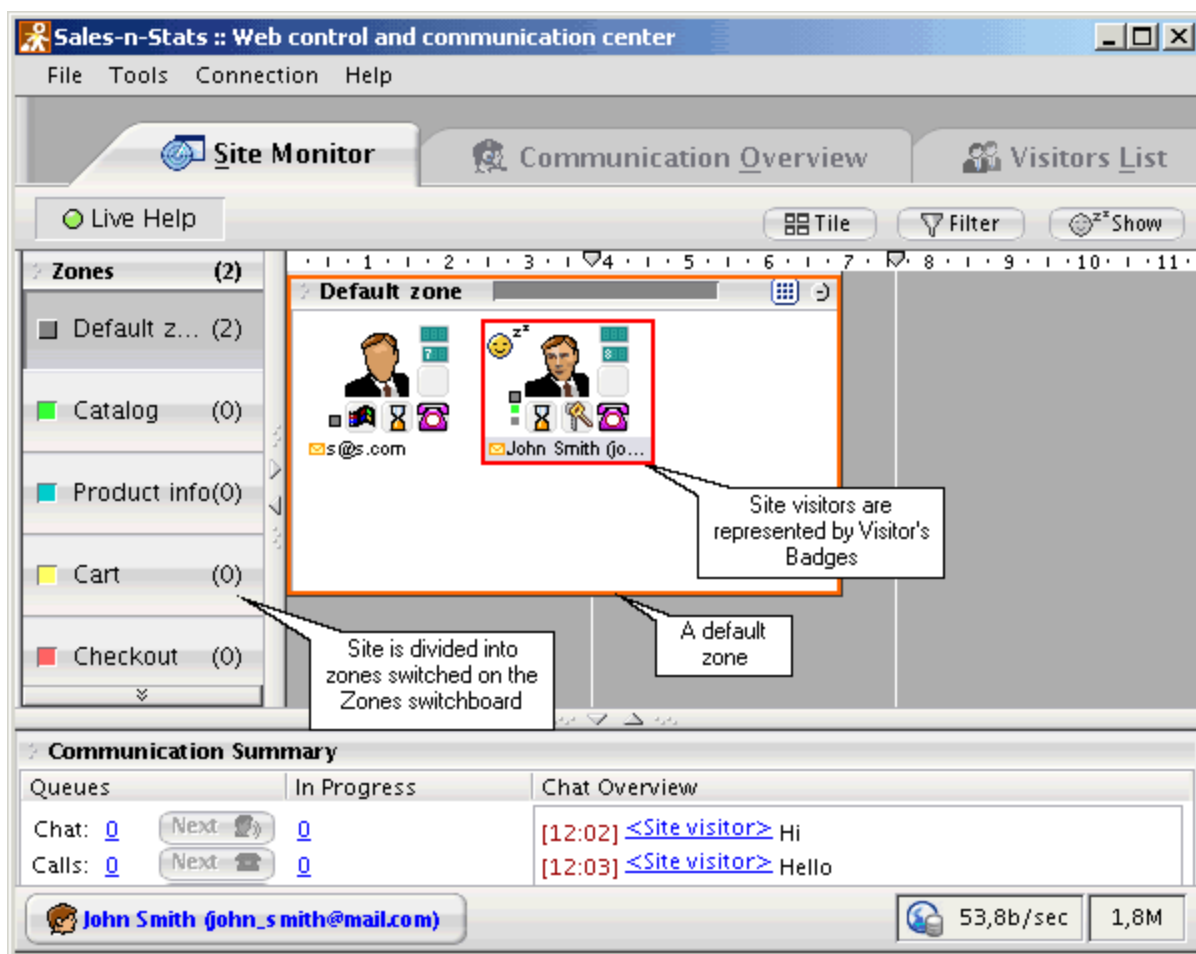 Sales-n-Stats :: Web control and communication center
File Tools Connection Help
Site Monitor Communication Overview Visitors List
Live Help Tile Filter zz Show
Zones (2)
1 2 3 4 5 6 7 8 9 10 11
Default zone
Default z... (2)
7 8
zz
Catalog (0)
s@s.com John Smith (jo...
Product info(0)
Site visitors are
represented by Visitor's
Badges
Cart (0)
A default
zone
Site is divided into
zones switched on the
Zones switchboard
Checkout (0)
Communication Summary
Queues In Progress Chat Overview
Chat: 0 Next 0 [12:02] <Site visitor> Hi
Calls: 0 Next 0 [12:03] <Site visitor> Hello
John Smith (john_smith@mail.com) 53,8b/sec 1,8M